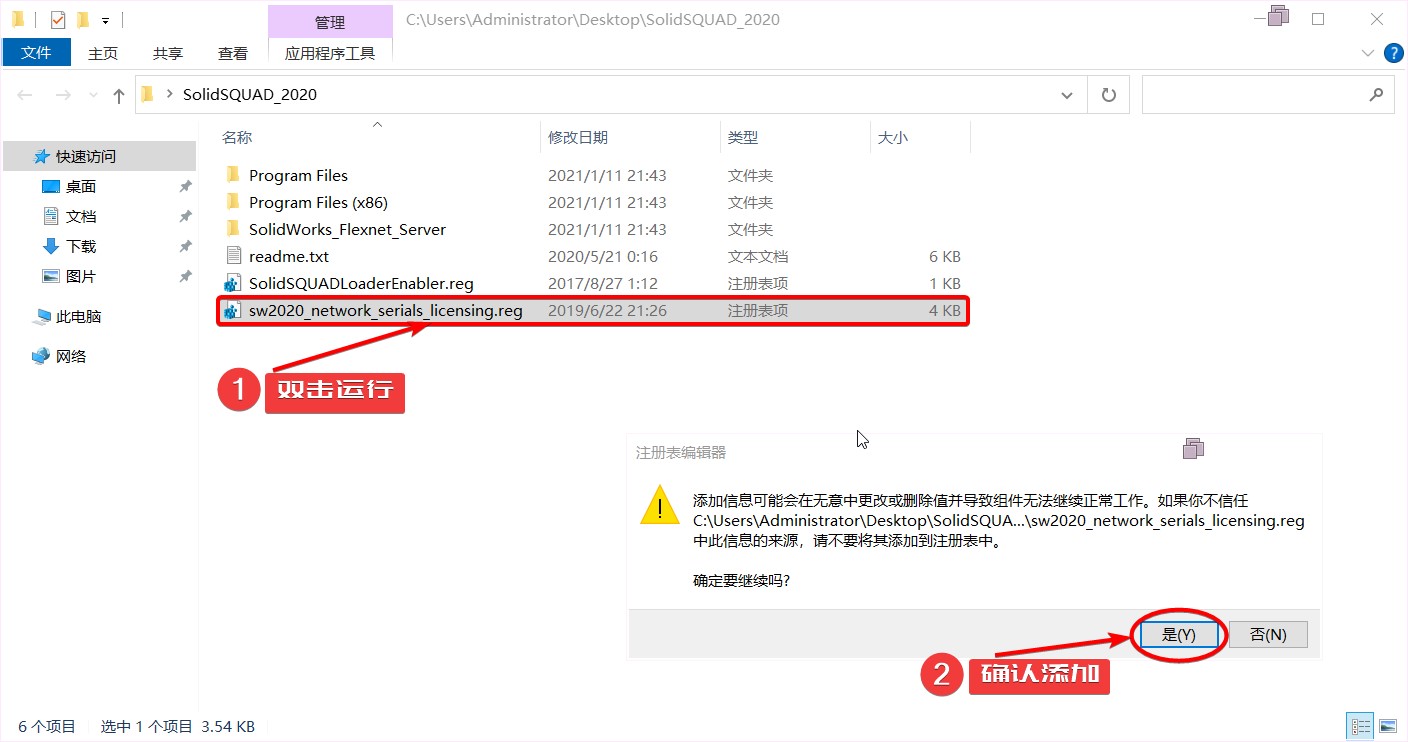 管理
C:\Users\Administrator\Desktop\SolidSQUAD_2020
文件
主页
共享
查看
应用程序工具
?
SolidSQUAD_2020
名称
修改日期
类型
大小
快速访问
桌面
文档
下载
图片
此电脑
网络
Program Files 2021/1/11 21:43 文件夹
Program Files (x86) 2021/1/11 21:43 文件夹
SolidWorks_Flexnet_Server 2021/1/11 21:43 文件夹
readme.txt 2020/5/21 0:16 文本文档 6 KB
SolidSQUADLoaderEnabler.reg 2017/8/27 1:12 注册表项 1 KB
sw2020_network_serials_licensing.reg 2019/6/22 21:26 注册表项 4 KB
1 双击运行
注册表编辑器
添加信息可能会在无意中更改或删除值并导致组件无法继续正常工作。如果你不信任
C:\Users\Administrator\Desktop\SolidSQUA...\sw2020_network_serials_licensing.reg
中此信息的来源，请不要将其添加到注册表中。
确定要继续吗?
是(Y)
否(N)
2 确认添加
6 个项目 选中 1 个项目 3.54 KB